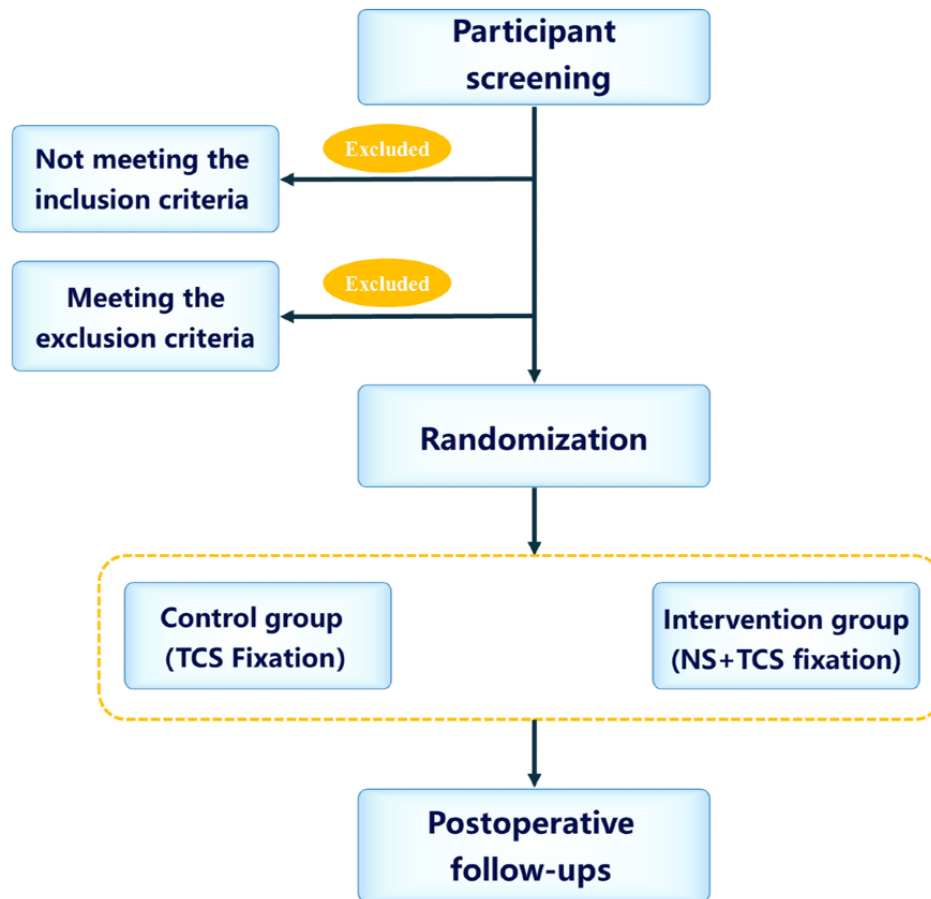 Participant
screening
Excluded
Not meeting the
inclusion criteria
Excluded
Meeting the
exclusion criteria
Randomization
Control group
(TCS Fixation)
Intervention group
(NS+TCS fixation)
Postoperative
follow-ups